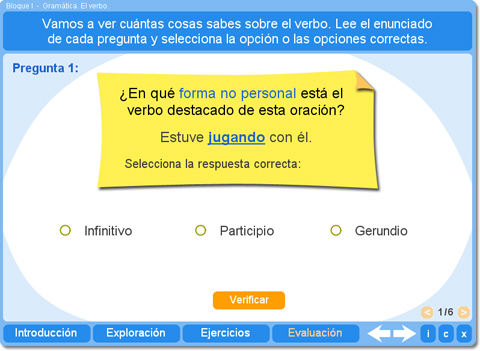 Bloque I - Gramática. El verbo.
Vamos a ver cuántas cosas sabes sobre el verbo. Lee el enunciado
de cada pregunta y selecciona la opción o las opciones correctas.
Pregunta 1:
¿En qué forma no personal está el
verbo destacado de esta oración?
Estuve jugando con él.
Selecciona la respuesta correcta:
Infinitivo Participio Gerundio
Verificar
< 1/6 >
Introducción Exploración Ejercicios Evaluación i c x